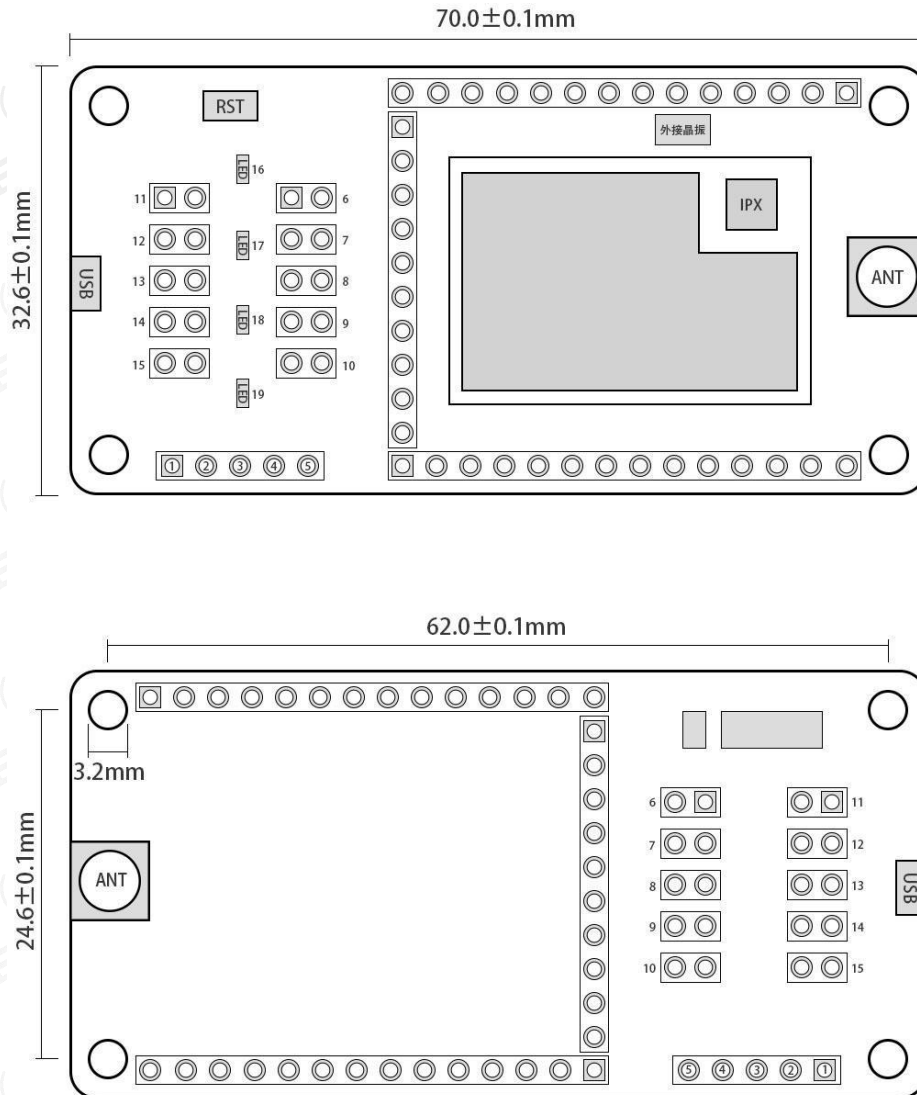 70.0±0.1mm
32.6±0.1mm
RST
外接晶振
LED 16
11 6
IPX
12 LED 17 7
USB
ANT
13 8
14 LED 18 9
15 10
LED 19
① ② ③ ④ ⑤
62.0±0.1mm
3.2mm
24.6±0.1mm
6 11
7 12
ANT
8 13
USB
9 14
10 15
⑤ ④ ③ ② ①